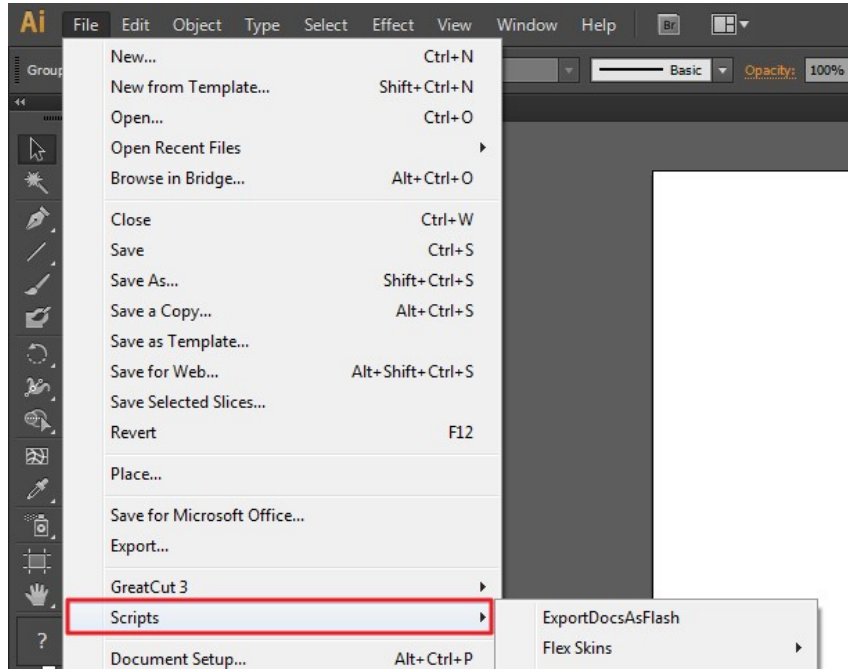 Ai File Edit Object Type Select Effect View Window Help Br
Group Basic Opacity: 100%
New... Ctrl+N
New from Template... Shift+Ctrl+N
Open... Ctrl+O
Open Recent Files
Browse in Bridge... Alt+Ctrl+O
Close Ctrl+W
Save Ctrl+S
Save As... Shift+Ctrl+S
Save a Copy... Alt+Ctrl+S
Save as Template...
Save for Web... Alt+Shift+Ctrl+S
Save Selected Slices...
Revert F12
Place...
Save for Microsoft Office...
Export...
GreatCut 3
Scripts ExportDocsAsFlash
? Flex Skins
Document Setup... Alt+Ctrl+P